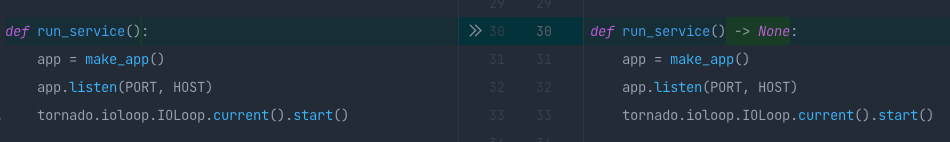 29 29
def run_service(): 30 30 def run_service() -> None:
app = make_app() 31 31 app = make_app()
app.listen(PORT, HOST) 32 32 app.listen(PORT, HOST)
tornado.ioloop.IOLoop.current().start() 33 33 tornado.ioloop.IOLoop.current().start()